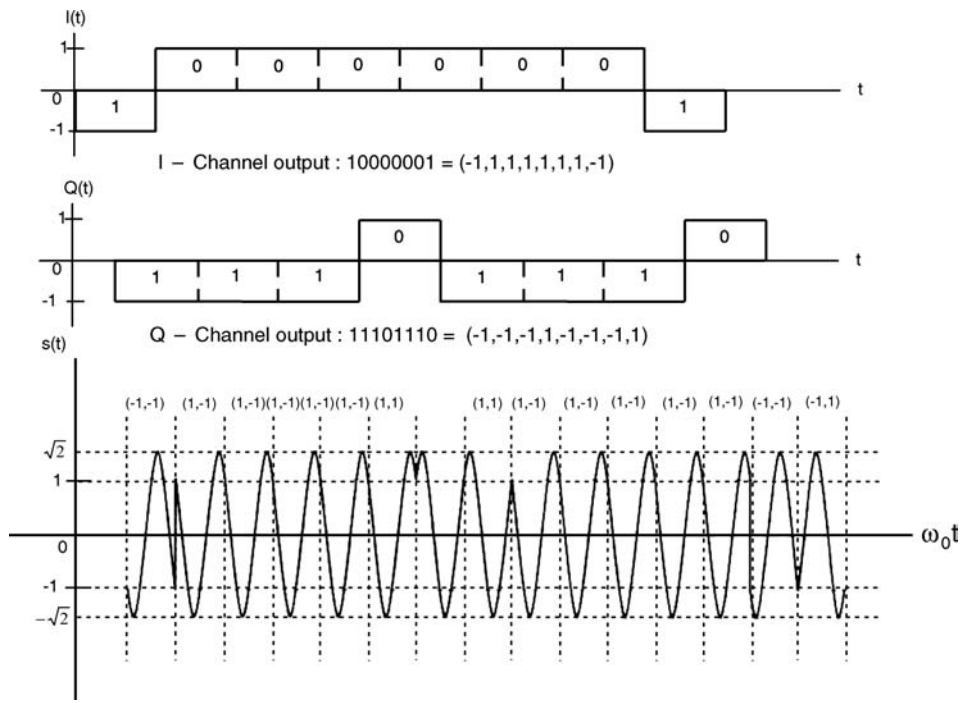 I(t)
1
0 0 0 0 0 0
0 t
1 1
-1
I – Channel output : 10000001 = (-1,1,1,1,1,1,1,-1)
Q(t)
1
0 0
0 t
1 1 1 1 1 1
-1
Q – Channel output : 11101110 = (-1,-1,-1,1,-1,-1,-1,1)
s(t)
(-1,-1) (1,-1) (1,-1)(1,-1)(1,-1)(1,-1) (1,1) (1,1) (1,-1) (1,-1) (1,-1) (1,-1) (1,-1) (-1,-1) (-1,1)
√2
1
0 ω₀t
-1
-√2